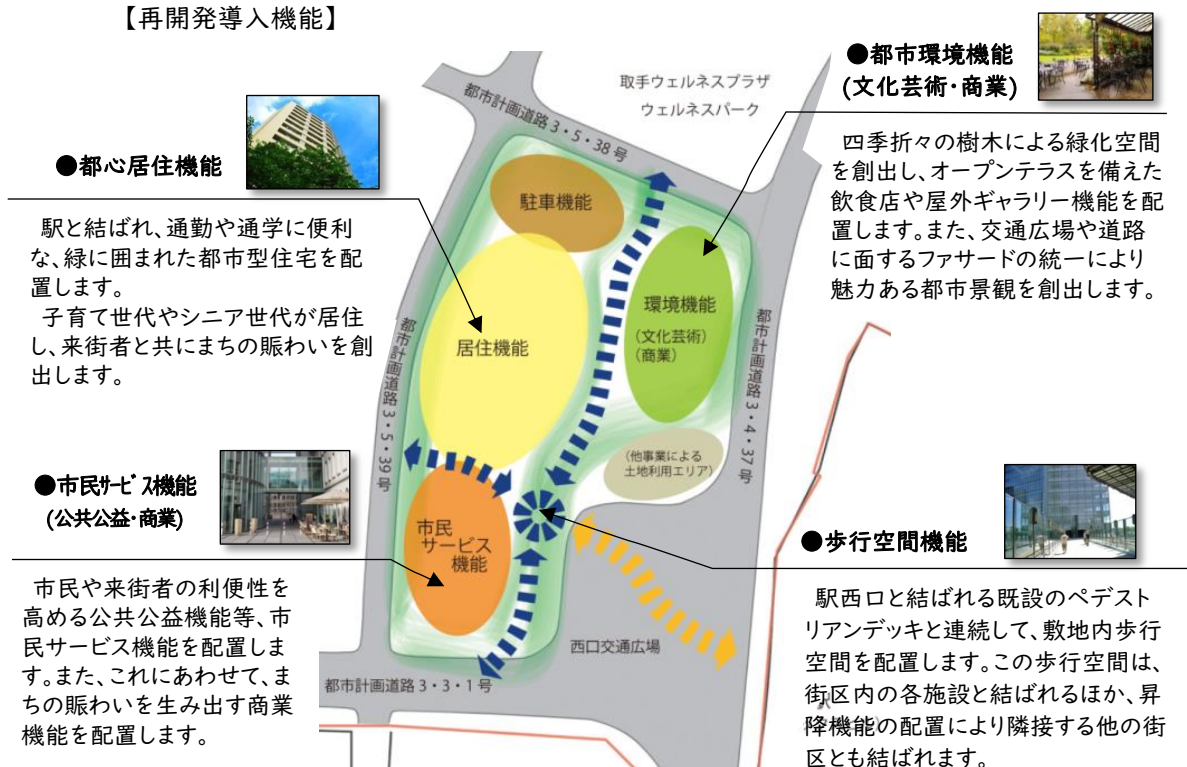 【再開発導入機能】
●都心居住機能
駅と結ばれ、通勤や通学に便利
な、緑に囲まれた都市型住宅を配
置します。
子育て世代やシニア世代が居住
し、来街者と共にまちの賑わいを創
出します。
●市民サービス機能
(公共公益・商業)
市民や来街者の利便性を
高める公共公益機能等、市
民サービス機能を配置しま
す。また、これにあわせて、ま
ちの賑わいを生み出す商業
機能を配置します。
取手ウェルネスプラザ
ウェルネスパーク
都市計画道路3・5・38号
駐車機能
環境機能
(文化芸術)
(商業)
居住機能
都市計画道路3・5・39号
都市計画道路3・4・37号
(他事業による
土地利用エリア)
市民
サービス
機能
西口交通広場
都市計画道路3・3・1号
●都市環境機能
(文化芸術・商業)
四季折々の樹木による緑化空間
を創出し、オープンテラスを備えた
飲食店や屋外ギャラリー機能を配
置します。また、交通広場や道路
に面するファサードの統一により
魅力ある都市景観を創出します。
●歩行空間機能
駅西口と結ばれる既設のペデスト
リアンデッキと連続して、敷地内歩行
空間を配置します。この歩行空間は、
街区内の各施設と結ばれるほか、昇
降機能の配置により隣接する他の街
区とも結ばれます。